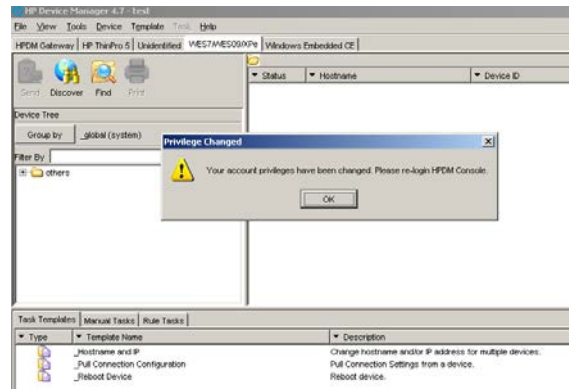 HP Device Manager 4.7 - test
File View Tools Device Template Task Help
HPDM Gateway HP ThinPro 5 Unidentified WES7/WES09/XPe Windows Embedded CE
Send Discover Find Print
Status Hostname Device ID
Device Tree
Group by _global (system)
Filter By
others
Privilege Changed
Your account privileges have been changed. Please re-login HPDM Console.
OK
Task Templates Manual Tasks Rule Tasks
Type Template Name Description
_Hostname and IP Change hostname and/or IP address for multiple devices.
_Pull Connection Configuration Pull Connection Settings from a device.
_Reboot Device Reboot device.